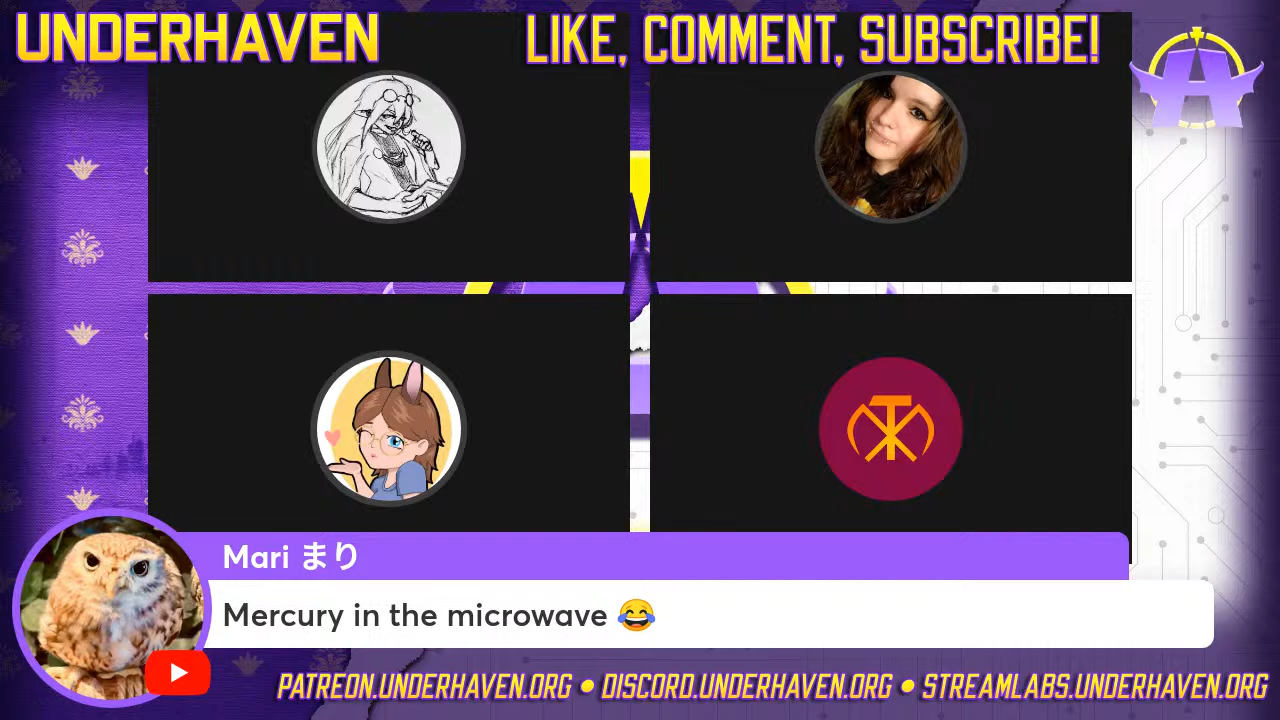 UNDERHAVEN
LIKE, COMMENT, SUBSCRIBE!
Mari まり
Mercury in the microwave 😂
PATREON.UNDERHAVEN.ORG • DISCORD.UNDERHAVEN.ORG • STREAMLABS.UNDERHAVEN.ORG